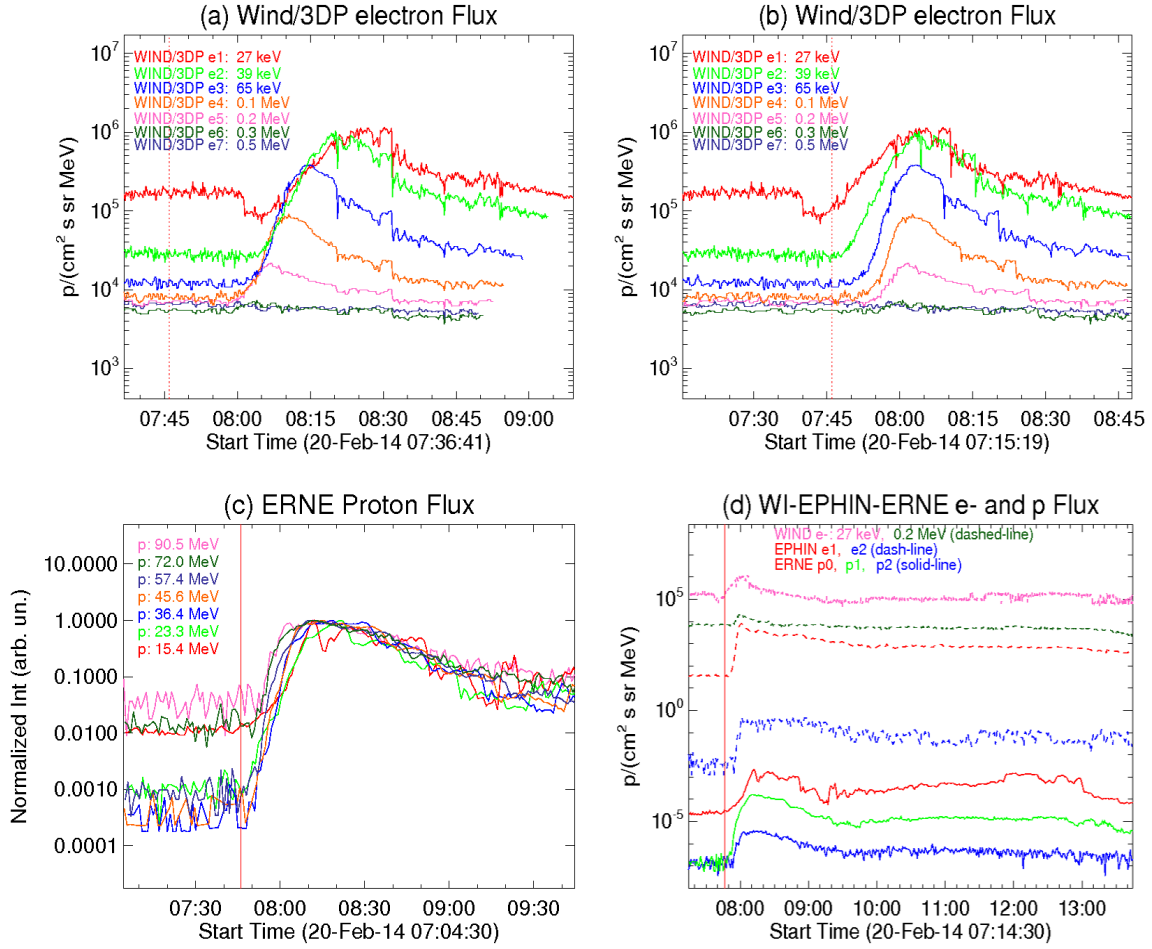 (a) Wind/3DP electron Flux
10⁷
10⁶
10⁵
10⁴
10³
p/(cm² s sr MeV)
WIND/3DP e1: 27 keV
WIND/3DP e2: 39 keV
WIND/3DP e3: 65 keV
WIND/3DP e4: 0.1 MeV
WIND/3DP e5: 0.2 MeV
WIND/3DP e6: 0.3 MeV
WIND/3DP e7: 0.5 MeV
07:45 08:00 08:15 08:30 08:45 09:00
Start Time (20-Feb-14 07:36:41)
(b) Wind/3DP electron Flux
10⁷
10⁶
10⁵
10⁴
10³
p/(cm² s sr MeV)
WIND/3DP e1: 27 keV
WIND/3DP e2: 39 keV
WIND/3DP e3: 65 keV
WIND/3DP e4: 0.1 MeV
WIND/3DP e5: 0.2 MeV
WIND/3DP e6: 0.3 MeV
WIND/3DP e7: 0.5 MeV
07:30 07:45 08:00 08:15 08:30 08:45
Start Time (20-Feb-14 07:15:19)
(c) ERNE Proton Flux
10.0000
1.0000
0.1000
0.0100
0.0010
0.0001
Normalized Int (arb. un.)
p: 90.5 MeV
p: 72.0 MeV
p: 57.4 MeV
p: 45.6 MeV
p: 36.4 MeV
p: 23.3 MeV
p: 15.4 MeV
07:30 08:00 08:30 09:00 09:30
Start Time (20-Feb-14 07:04:30)
(d) WI-EPHIN-ERNE e- and p Flux
10⁵
10⁰
10⁻⁵
p/(cm² s sr MeV)
WIND e-: 27 keV, 0.2 MeV (dashed-line)
EPHIN e1, e2 (dash-line)
ERNE p0, p1, p2 (solid-line)
08:00 09:00 10:00 11:00 12:00 13:00
Start Time (20-Feb-14 07:14:30)